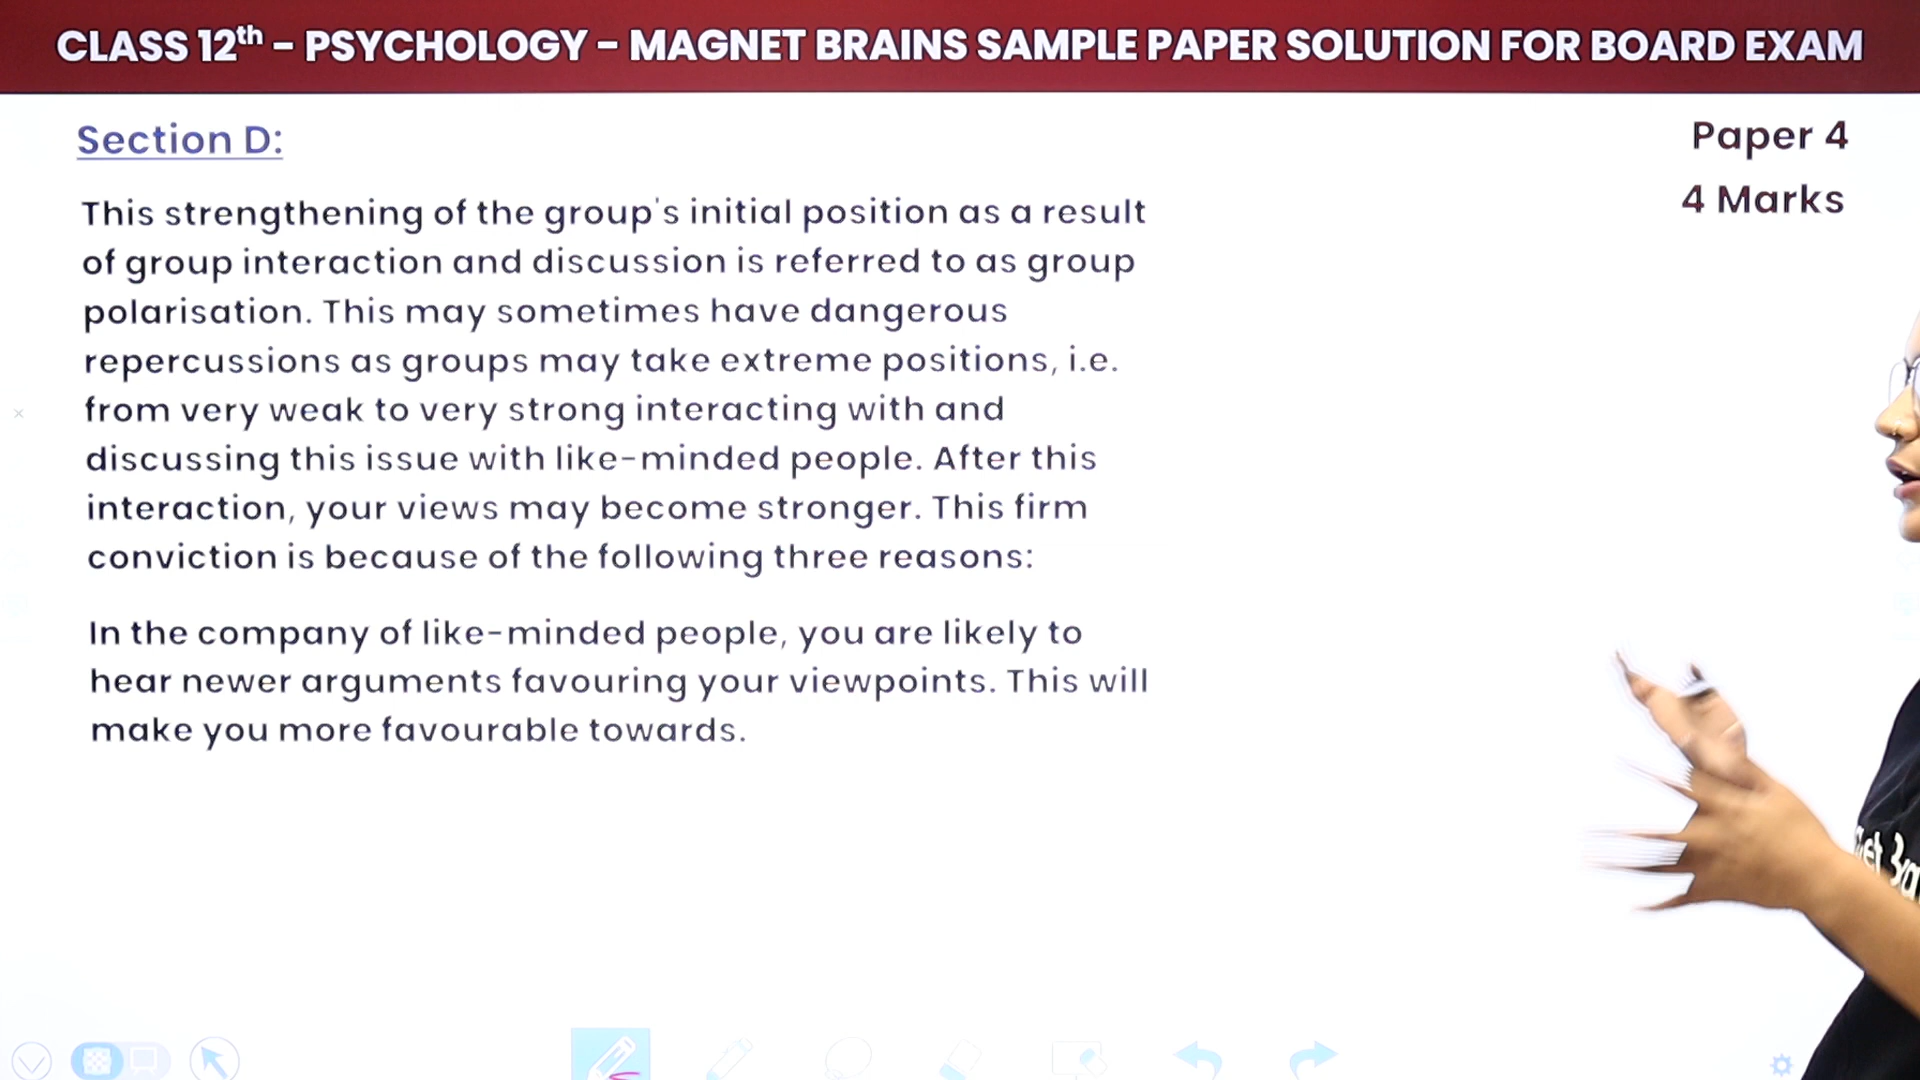 CLASS 12th – PSYCHOLOGY – MAGNET BRAINS SAMPLE PAPER SOLUTION FOR BOARD EXAM
Section D:
Paper 4
4 Marks
This strengthening of the group's initial position as a result
of group interaction and discussion is referred to as group
polarisation. This may sometimes have dangerous
repercussions as groups may take extreme positions, i.e.
from very weak to very strong interacting with and
discussing this issue with like-minded people. After this
interaction, your views may become stronger. This firm
conviction is because of the following three reasons:
In the company of like-minded people, you are likely to
hear newer arguments favouring your viewpoints. This will
make you more favourable towards.